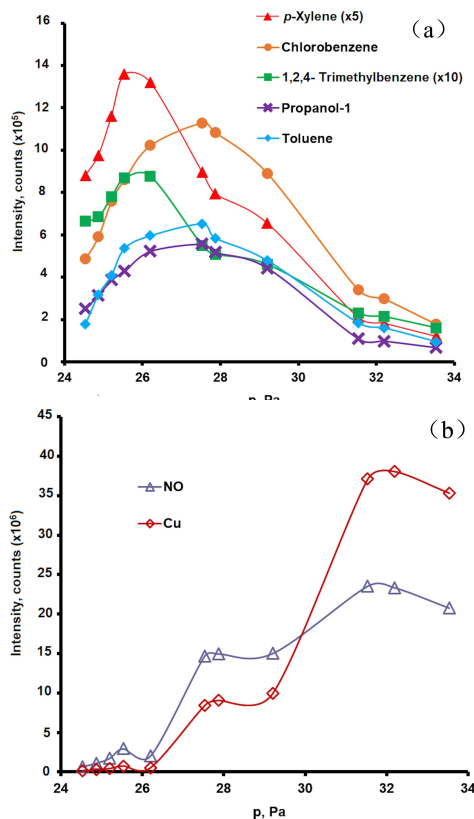 p-Xylene (x5)
(a)
Chlorobenzene
1,2,4- Trimethylbenzene (x10)
Propanol-1
Toluene
Intensity, counts (x10⁵)
16
14
12
10
8
6
4
2
0
24 26 28 30 32 34
p, Pa
(b)
NO
Cu
Intensity, counts (x10⁶)
45
40
35
30
25
20
15
10
5
0
24 26 28 30 32 34
p, Pa